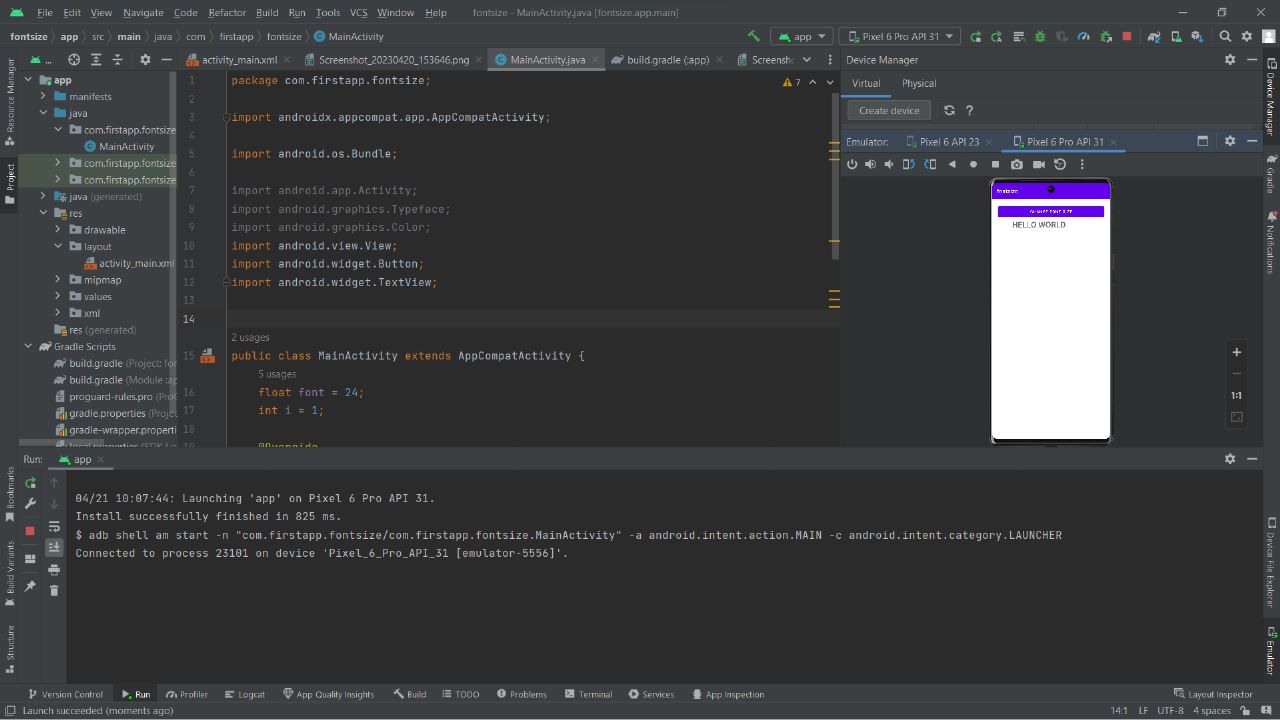 File Edit View Navigate Code Refactor Build Run Tools VCS Window Help fontsize - MainActivity.java [fontsize.app.main]
fontsize app src main java com firstapp fontsize MainActivity app Pixel 6 Pro API 31
activity_main.xml Screenshot_20230420_153646.png MainActivity.java build.gradle (app) Screensh
Device Manager
Virtual Physical
Create device
Emulator: Pixel 6 API 23 Pixel 6 Pro API 31
fontsize
CHANGE FONT SIZE
HELLO WORLD
1:1
Resource Manager
Project
Bookmarks
Build Variants
Structure
app
manifests
java
com.firstapp.fontsize
MainActivity
com.firstapp.fontsize
com.firstapp.fontsize
java (generated)
res
drawable
layout
activity_main.xml
mipmap
values
xml
res (generated)
Gradle Scripts
build.gradle (Project: for
build.gradle (Module :ap
proguard-rules.pro (ProG
gradle.properties (Projec
gradle-wrapper.properti
local.properties (SDK Lo
7
1 package com.firstapp.fontsize;
2
3 import androidx.appcompat.app.AppCompatActivity;
4
5 import android.os.Bundle;
6
7 import android.app.Activity;
8 import android.graphics.Typeface;
9 import android.graphics.Color;
10 import android.view.View;
11 import android.widget.Button;
12 import android.widget.TextView;
13
14
2 usages
15 public class MainActivity extends AppCompatActivity {
5 usages
16 float font = 24;
17 int i = 1;
18
19 @Override
Device Manager
Gradle
Notifications
Device File Explorer
Emulator
Run: app
04/21 10:07:44: Launching 'app' on Pixel 6 Pro API 31.
Install successfully finished in 825 ms.
$ adb shell am start -n "com.firstapp.fontsize/com.firstapp.fontsize.MainActivity" -a android.intent.action.MAIN -c android.intent.category.LAUNCHER
Connected to process 23101 on device 'Pixel_6_Pro_API_31 [emulator-5556]'.
Version Control Run Profiler Logcat App Quality Insights Build TODO Problems Terminal Services App Inspection Layout Inspector
Launch succeeded (moments ago) 14:1 LF UTF-8 4 spaces